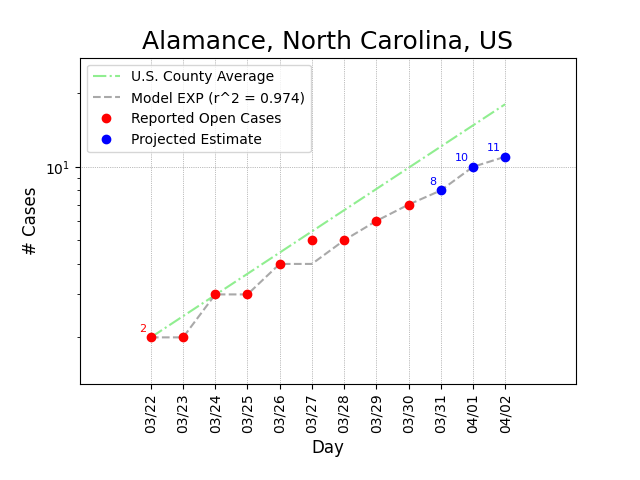 Alamance, North Carolina, US
U.S. County Average
Model EXP (r^2 = 0.974)
Reported Open Cases
Projected Estimate
# Cases
10^1
2
8
10
11
03/22
03/23
03/24
03/25
03/26
03/27
03/28
03/29
03/30
03/31
04/01
04/02
Day